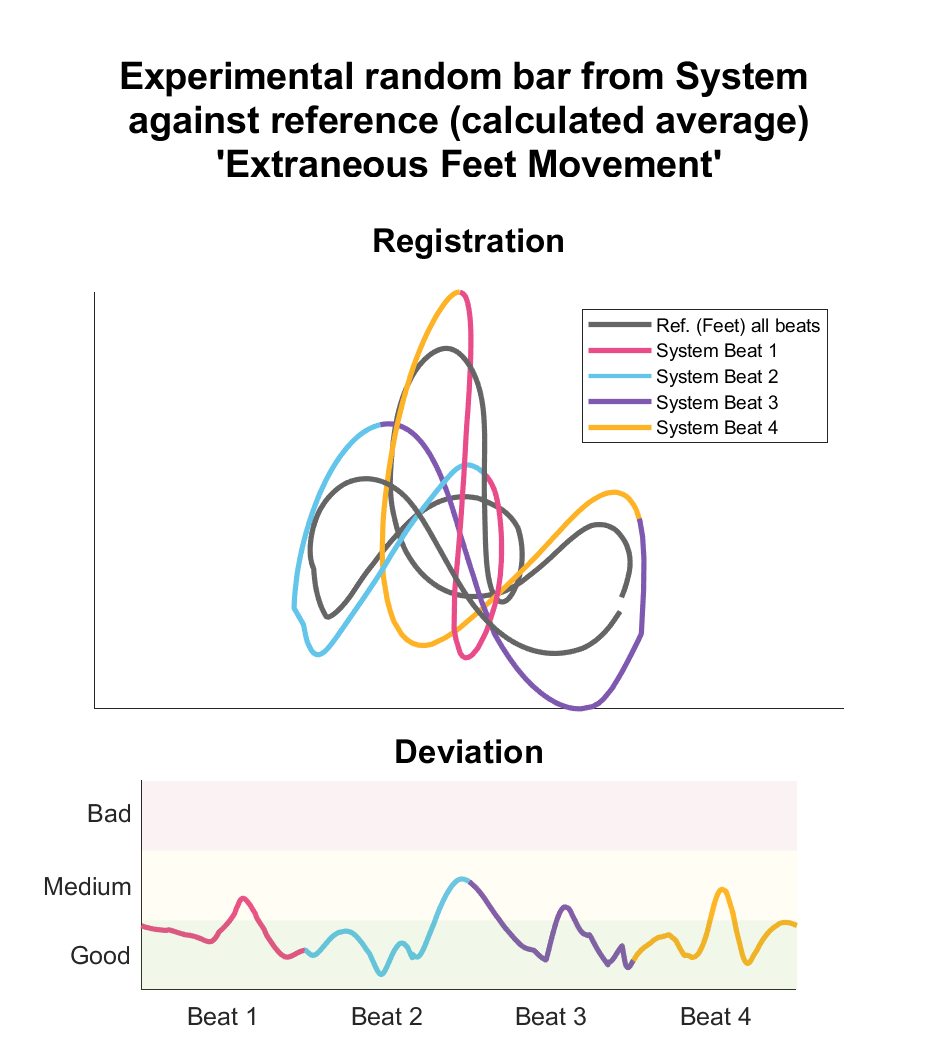 Experimental random bar from System
against reference (calculated average)
'Extraneous Feet Movement'
Registration
Ref. (Feet) all beats
System Beat 1
System Beat 2
System Beat 3
System Beat 4
Deviation
Bad
Medium
Good
Beat 1 Beat 2 Beat 3 Beat 4